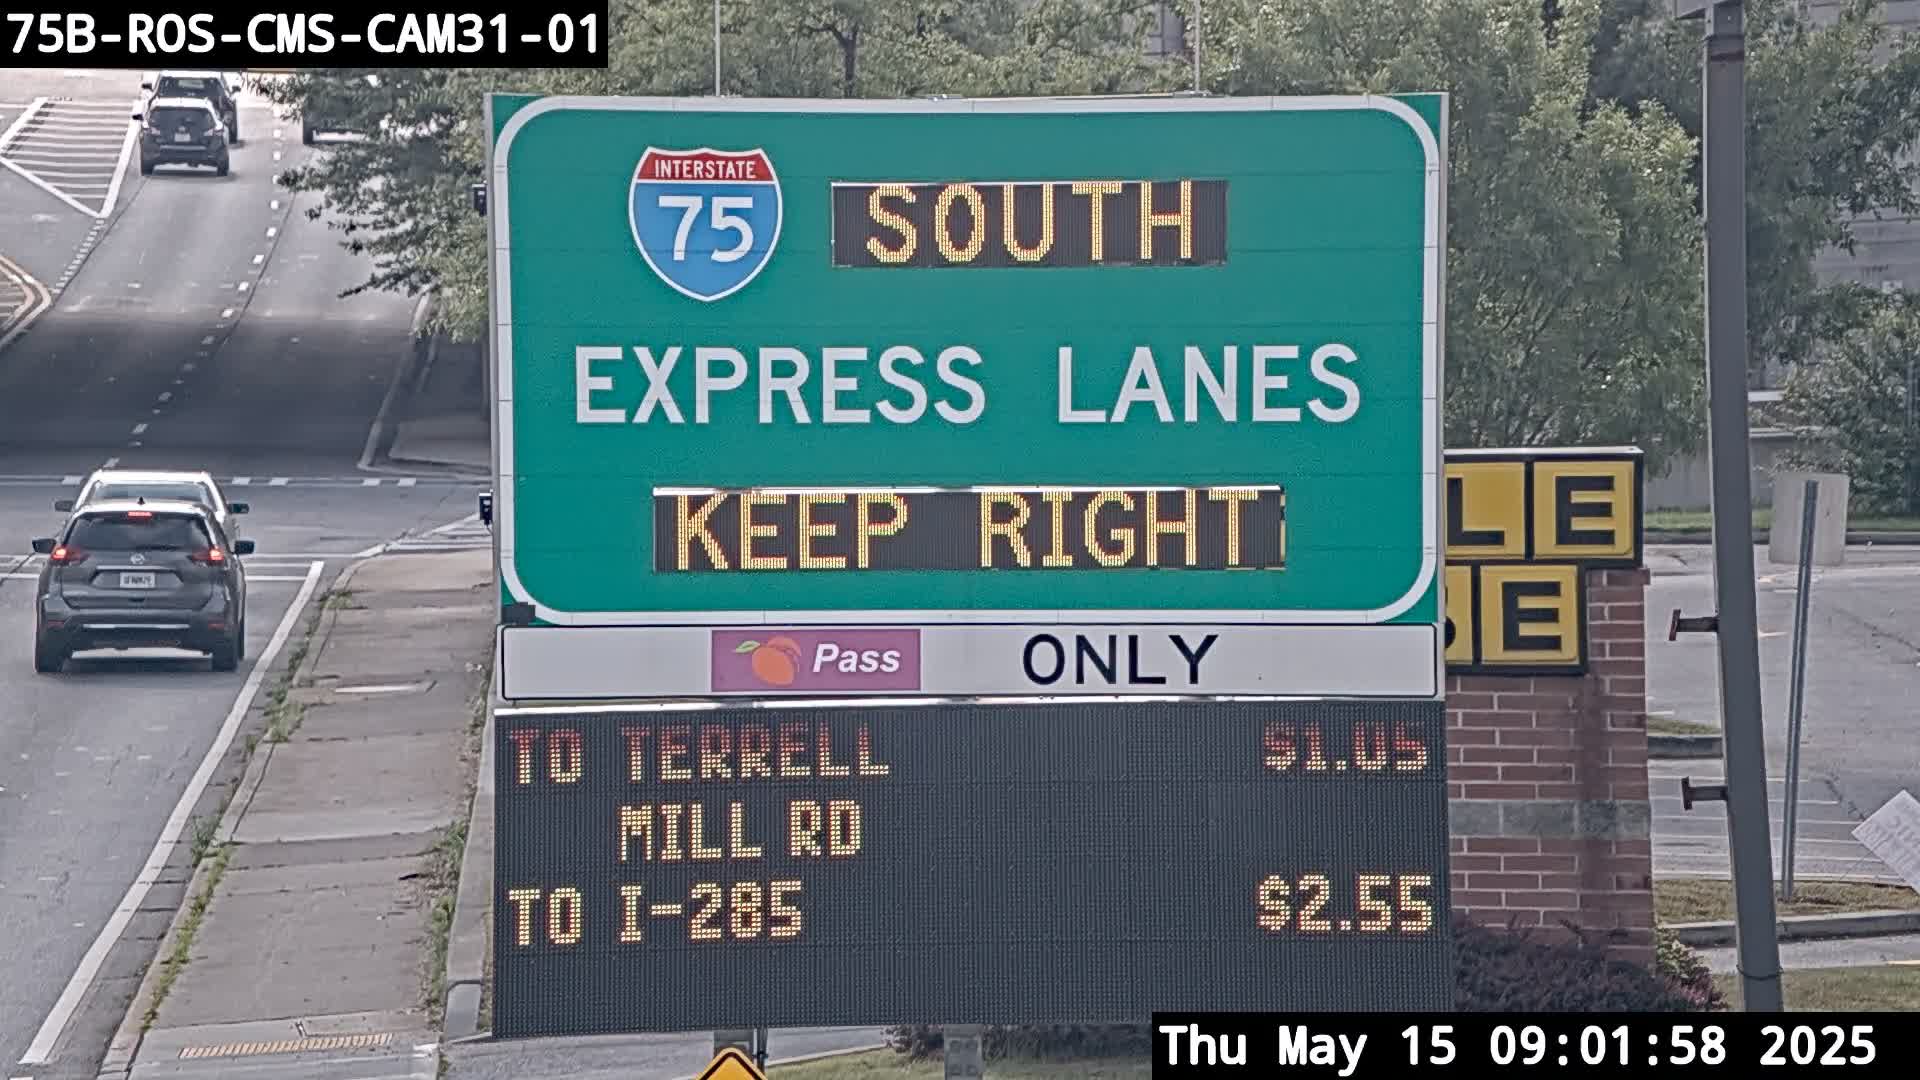 75B-ROS-CMS-CAM31-01
INTERSTATE
75
SOUTH
EXPRESS LANES
KEEP RIGHT
Pass ONLY
TO TERRELL $1.05
MILL RD
TO I-285 $2.55
LE
E
Thu May 15 09:01:58 2025